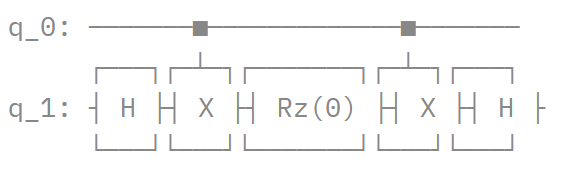 q_0:
q_1: H X Rz(0) X H